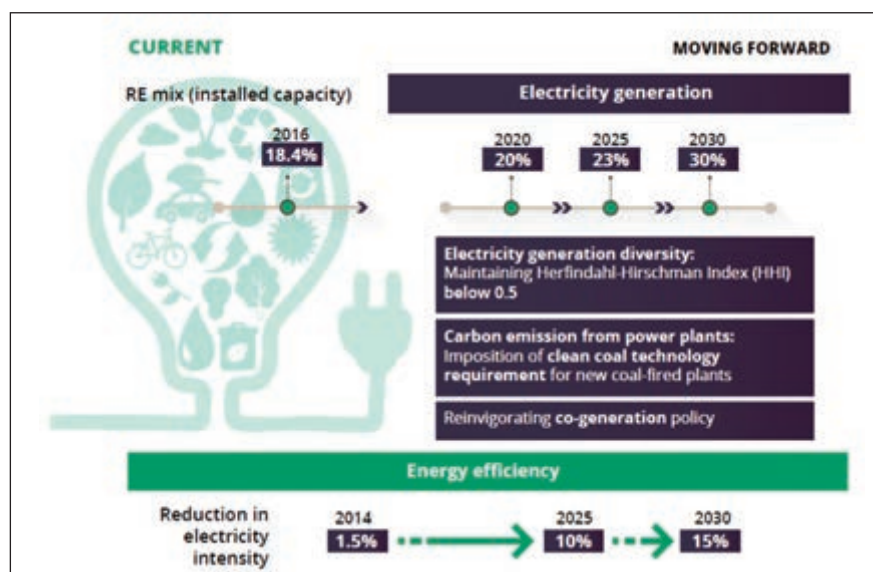 CURRENT
MOVING FORWARD
RE mix (installed capacity)
2016
18.4%
Electricity generation
2020
20%
2025
23%
2030
30%
Electricity generation diversity:
Maintaining Herfindahl-Hirschman Index (HHI)
below 0.5
Carbon emission from power plants:
Imposition of clean coal technology
requirement for new coal-fired plants
Reinvigorating co-generation policy
Energy efficiency
Reduction in
electricity
intensity
2014
1.5%
2025
10%
2030
15%